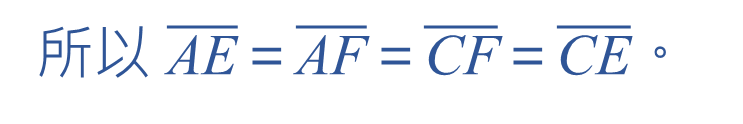 所以 $\overline{AE} = \overline{AF} = \overline{CF} = \overline{CE}$。